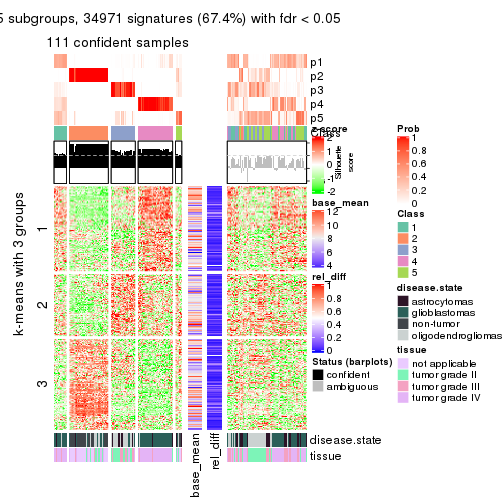 5 subgroups, 34971 signatures (67.4%) with fdr < 0.05
111 confident samples
p1
p2
p3
p4
p5
Class
z-score
2
1
0
-1
-2
Silhouette
score
k-means with 3 groups
1
2
3
base_mean
12
10
8
6
4
rel_diff
1
0.8
0.6
0.4
0.2
0
Status (barplots)
confident
ambiguous
Prob
1
0.8
0.6
0.4
0.2
0
Class
1
2
3
4
5
disease.state
astrocytomas
glioblastomas
non-tumor
oligodendrogliomas
tissue
not applicable
tumor grade II
tumor grade III
tumor grade IV
disease.state
tissue
base_mean
rel_diff